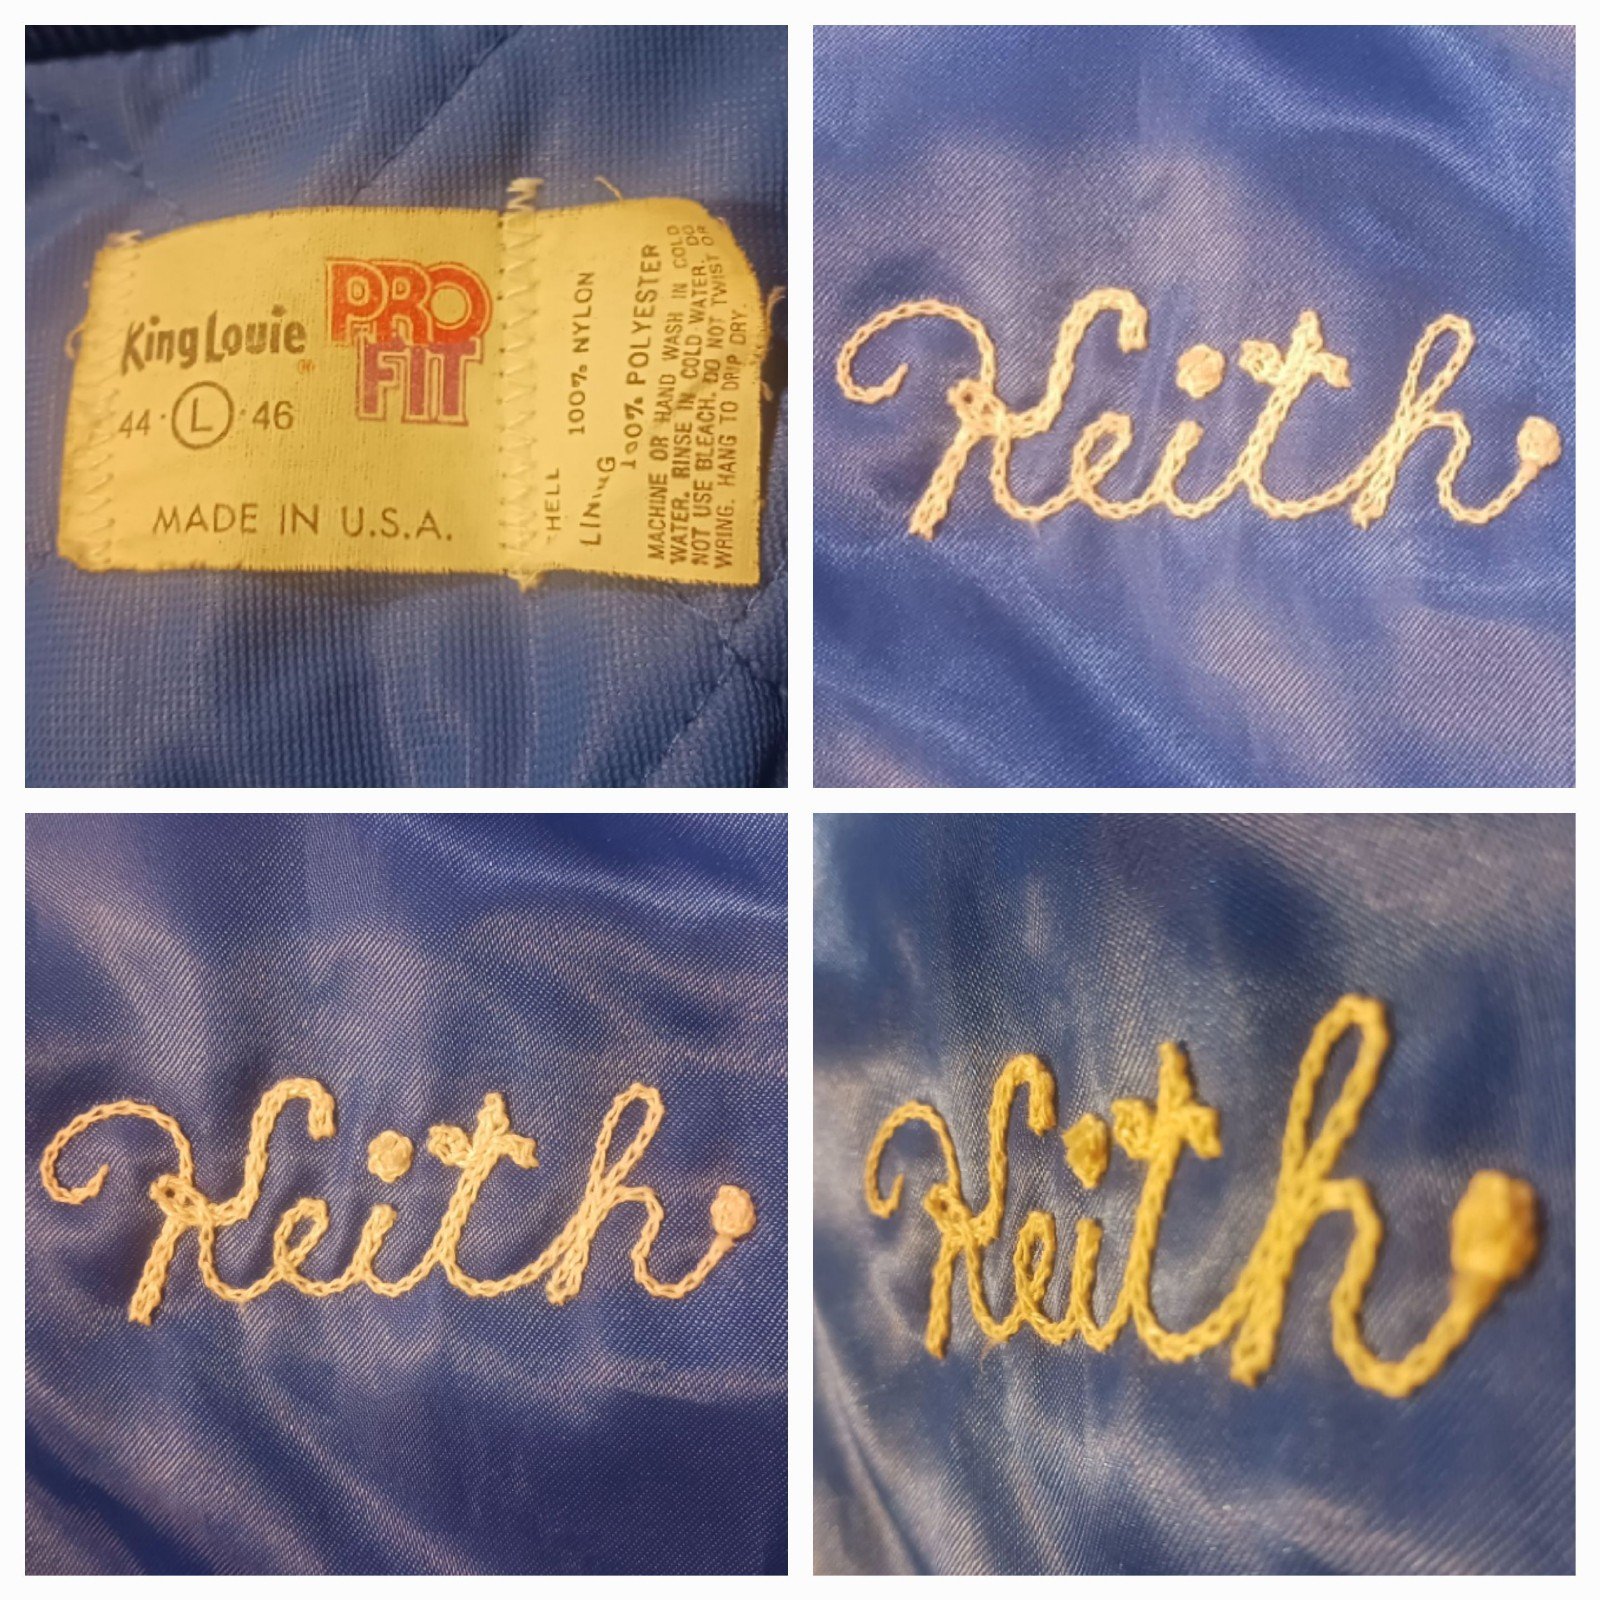 King Louie®
PRO
FIT
44 · L · 46
MADE IN U.S.A.
HELL 100% NYLON
LINING 100% POLYESTER
MACHINE OR HAND WASH IN COLD
WATER. RINSE IN COLD WATER. DO
NOT USE BLEACH. DO NOT TWIST OR
WRING. HANG TO DRIP DRY.
Keith
Keith
Keith